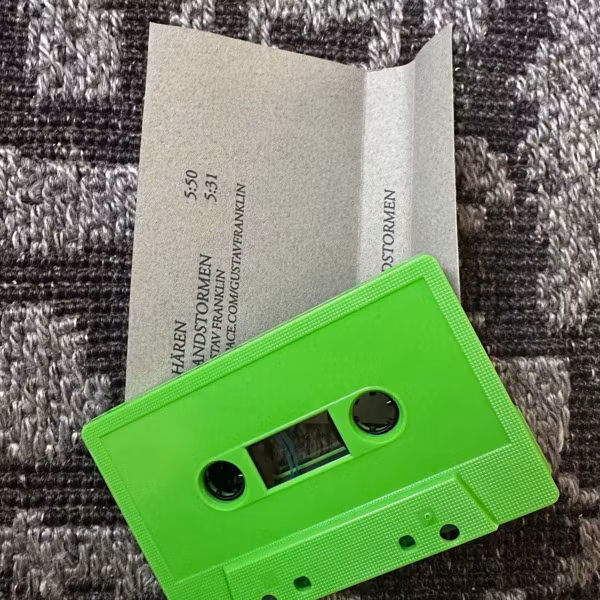 HÄREN 5:50
ANDSTORMEN 5:31
STAV FRANKLIN
ACE.COM/GUSTAVFRANKLIN
NDSTORMEN